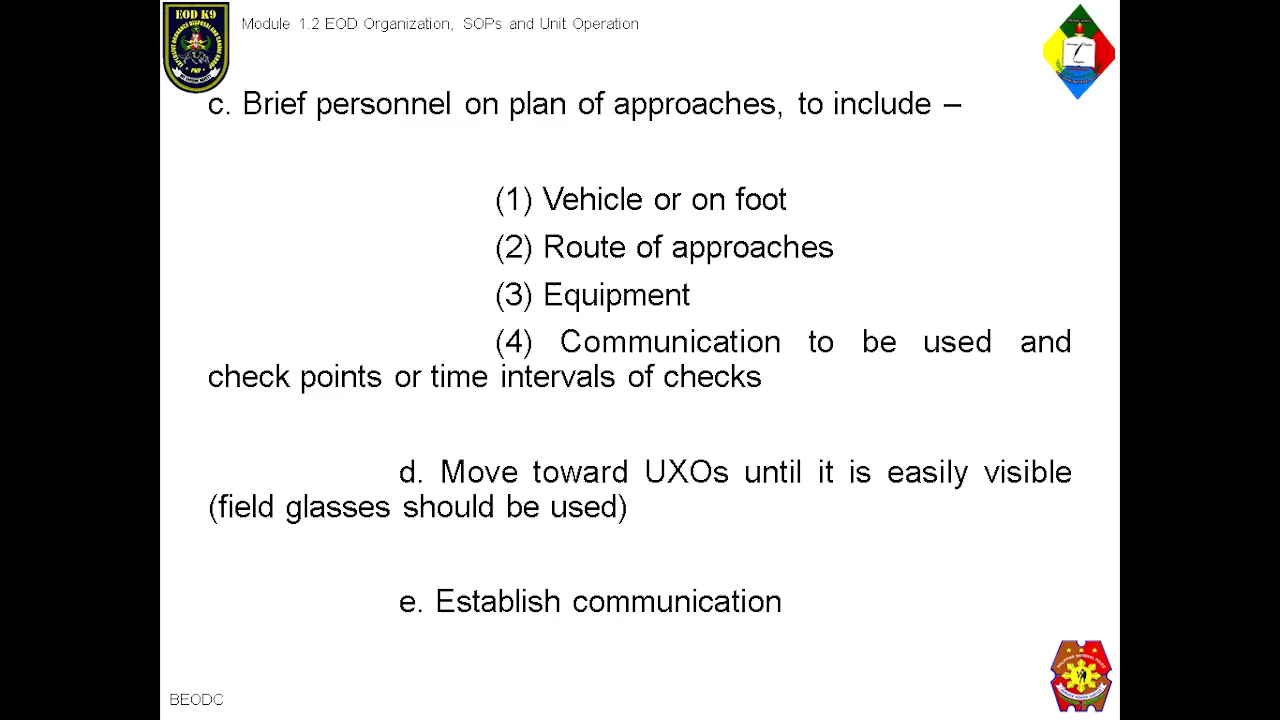 EOD K9
Module 1.2 EOD Organization, SOPs and Unit Operation
c. Brief personnel on plan of approaches, to include –
(1) Vehicle or on foot
(2) Route of approaches
(3) Equipment
(4) Communication to be used and
check points or time intervals of checks
d. Move toward UXOs until it is easily visible
(field glasses should be used)
e. Establish communication
BEODC